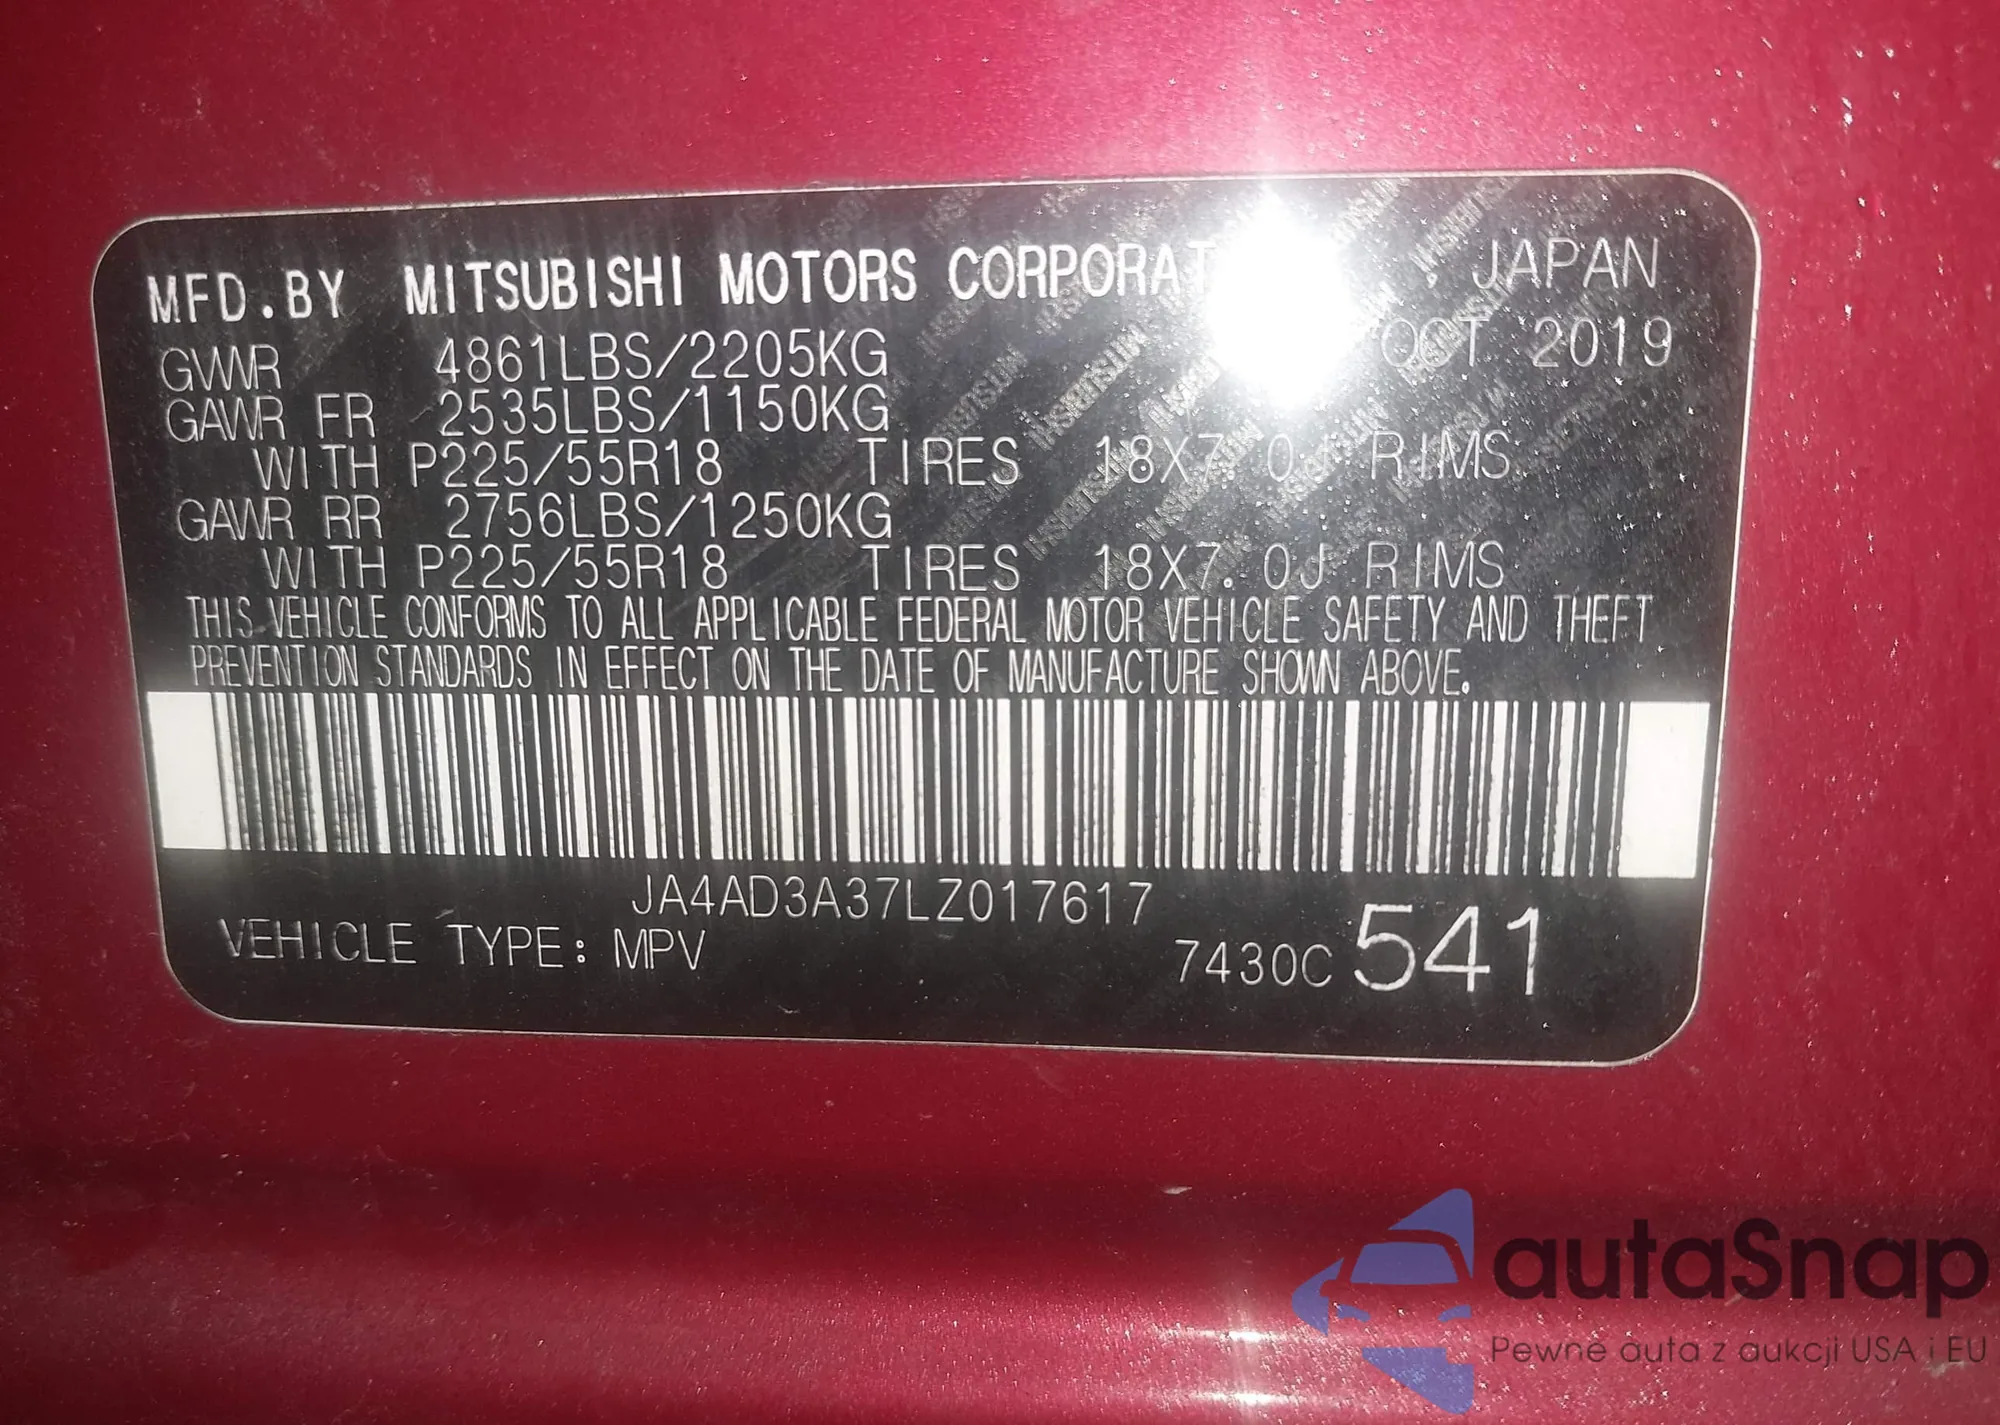 MFD.BY MITSUBISHI MOTORS CORPORAT JAPAN
GVWR 4861LBS/2205KG OCT 2019
GAWR FR 2535LBS/1150KG
WITH P225/55R18 TIRES 18X7.0J RIMS
GAWR RR 2756LBS/1250KG
WITH P225/55R18 TIRES 18X7.0J RIMS
THIS VEHICLE CONFORMS TO ALL APPLICABLE FEDERAL MOTOR VEHICLE SAFETY AND THEFT
PREVENTION STANDARDS IN EFFECT ON THE DATE OF MANUFACTURE SHOWN ABOVE.
JA4AD3A37LZ017617
VEHICLE TYPE: MPV 7430C 541
autaSnap
Pewne auta z aukcji USA i EU